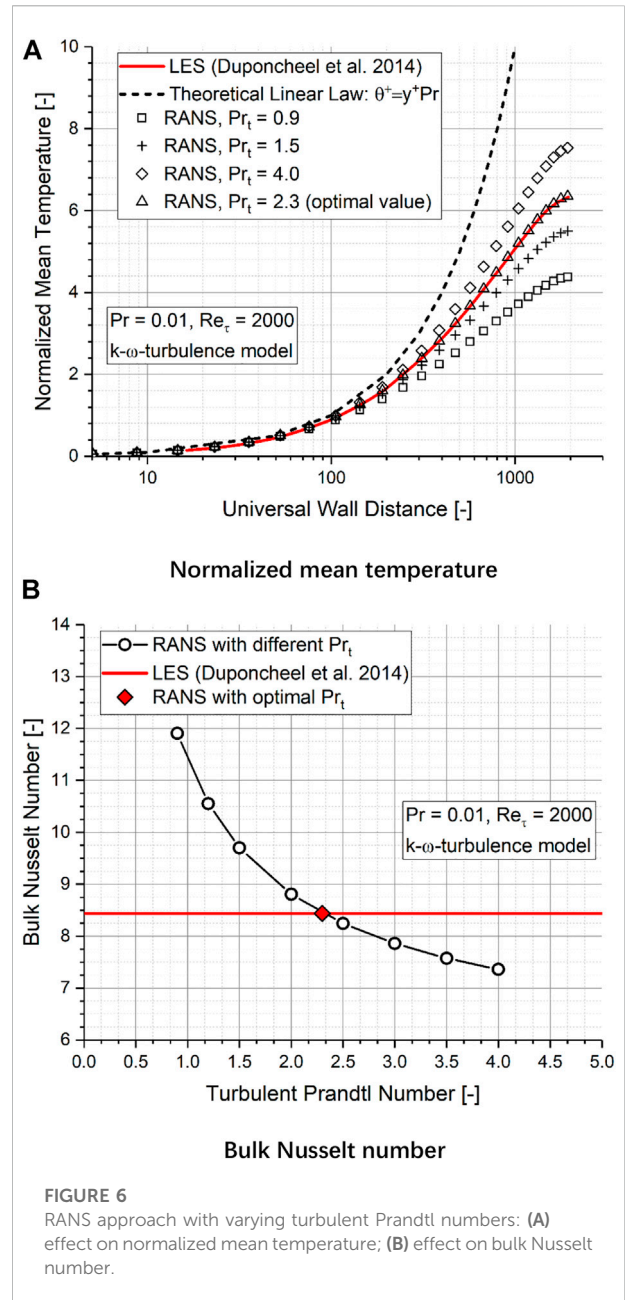 A
10
8
6
4
2
0
Normalized Mean Temperature [-]
LES (Duponcheel et al. 2014)
Theoretical Linear Law: θ⁺=y⁺Pr
RANS, Prₜ = 0.9
RANS, Prₜ = 1.5
RANS, Prₜ = 4.0
RANS, Prₜ = 2.3 (optimal value)
Pr = 0.01, Re_τ = 2000
k-ω-turbulence model
10 100 1000
Universal Wall Distance [-]
Normalized mean temperature
B
14
13
12
11
10
9
8
7
6
Bulk Nusselt Number [-]
RANS with different Prₜ
LES (Duponcheel et al. 2014)
RANS with optimal Prₜ
Pr = 0.01, Re_τ = 2000
k-ω-turbulence model
0.0 0.5 1.0 1.5 2.0 2.5 3.0 3.5 4.0 4.5 5.0
Turbulent Prandtl Number [-]
Bulk Nusselt number
FIGURE 6
RANS approach with varying turbulent Prandtl numbers: (A)
effect on normalized mean temperature; (B) effect on bulk Nusselt
number.